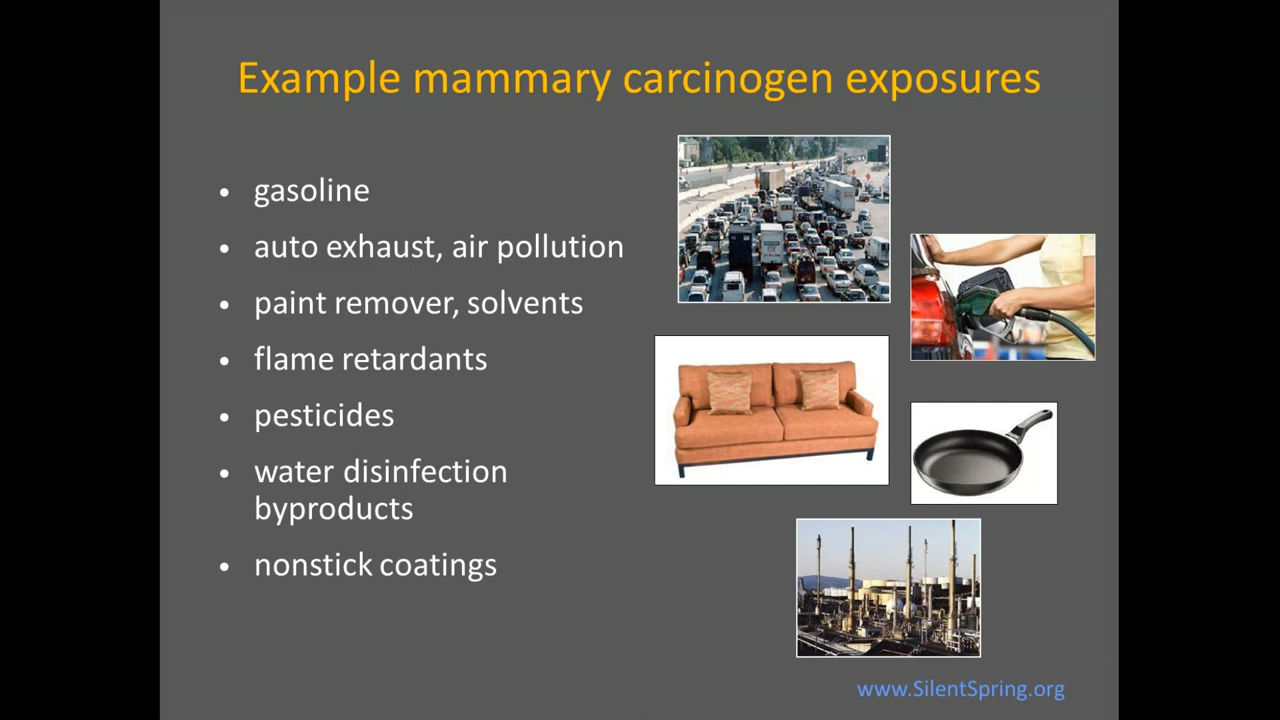 Example mammary carcinogen exposures
• gasoline
• auto exhaust, air pollution
• paint remover, solvents
• flame retardants
• pesticides
• water disinfection
byproducts
• nonstick coatings
www.SilentSpring.org